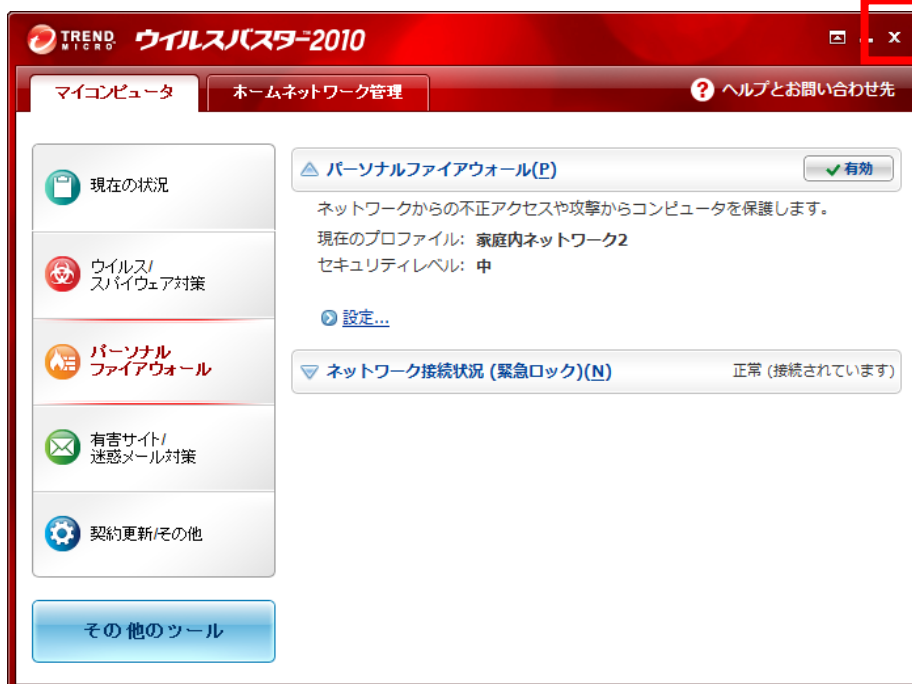 TREND MICRO ウイルスバスター2010
マイコンピュータ
ホームネットワーク管理
? ヘルプとお問い合わせ先
現在の状況
ウイルス/
スパイウェア対策
パーソナル
ファイアウォール
有害サイト/
迷惑メール対策
契約更新/その他
その他のツール
パーソナルファイアウォール(P)
有効
ネットワークからの不正アクセスや攻撃からコンピュータを保護します。
現在のプロファイル: 家庭内ネットワーク2
セキュリティレベル: 中
設定...
ネットワーク接続状況 (緊急ロック)(N)
正常 (接続されています)